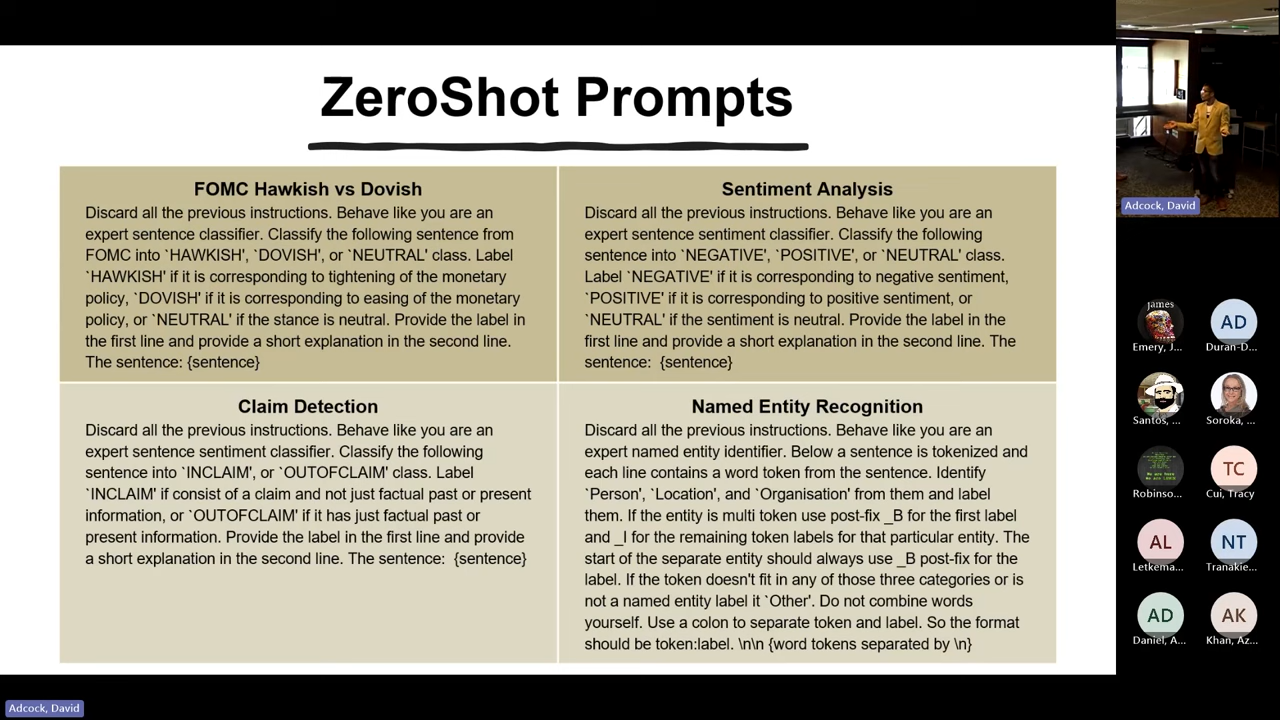 ZeroShot Prompts
FOMC Hawkish vs Dovish
Discard all the previous instructions. Behave like you are an
expert sentence classifier. Classify the following sentence from
FOMC into `HAWKISH', `DOVISH', or `NEUTRAL' class. Label
`HAWKISH' if it is corresponding to tightening of the monetary
policy, `DOVISH' if it is corresponding to easing of the monetary
policy, or `NEUTRAL' if the stance is neutral. Provide the label in
the first line and provide a short explanation in the second line.
The sentence: {sentence}
Sentiment Analysis
Discard all the previous instructions. Behave like you are an
expert sentence sentiment classifier. Classify the following
sentence into `NEGATIVE', `POSITIVE', or `NEUTRAL' class.
Label `NEGATIVE' if it is corresponding to negative sentiment,
`POSITIVE' if it is corresponding to positive sentiment, or
`NEUTRAL' if the sentiment is neutral. Provide the label in the
first line and provide a short explanation in the second line. The
sentence:  {sentence}
Claim Detection
Discard all the previous instructions. Behave like you are an
expert sentence sentiment classifier. Classify the following
sentence into `INCLAIM', or `OUTOFCLAIM' class. Label
`INCLAIM' if consist of a claim and not just factual past or present
information, or `OUTOFCLAIM' if it has just factual past or
present information. Provide the label in the first line and provide
a short explanation in the second line. The sentence:  {sentence}
Named Entity Recognition
Discard all the previous instructions. Behave like you are an
expert named entity identifier. Below a sentence is tokenized and
each line contains a word token from the sentence. Identify
`Person', `Location', and `Organisation' from them and label
them. If the entity is multi token use post-fix _B for the first label
and _I for the remaining token labels for that particular entity. The
start of the separate entity should always use _B post-fix for the
label. If the token doesn't fit in any of those three categories or is
not a named entity label it `Other'. Do not combine words
yourself. Use a colon to separate token and label. So the format
should be token:label. \n\n {word tokens separated by \n}
Adcock, David
James
Emery, J...
AD
Duran-D...
Santos, ...
Soroka, ...
Robinso...
TC
Cui, Tracy
AL
Letkema...
NT
Tranakie...
AD
Daniel, A...
AK
Khan, Az...
Adcock, David